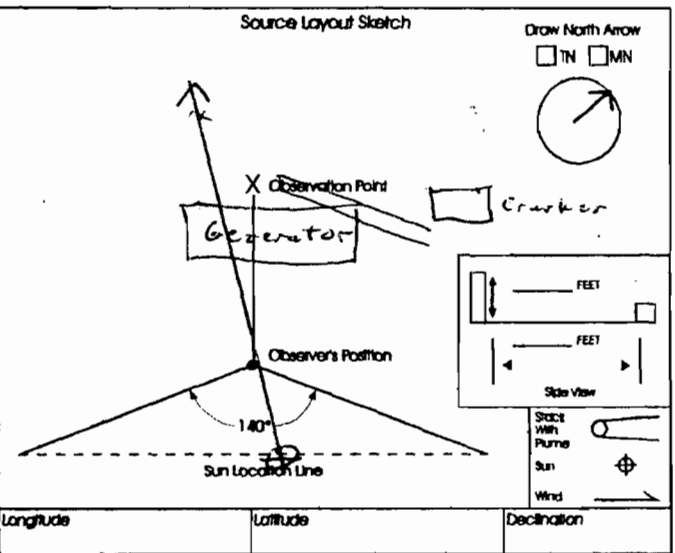 Source Layout Sketch
Draw North Arrow
TN MN
X Observation Point
Generator
Crusher
FEET
Observer's Position
FEET
Side View
140°
Stack
With
Plume
Sun
Sun Location Line
Wind
Longitude Latitude Declination